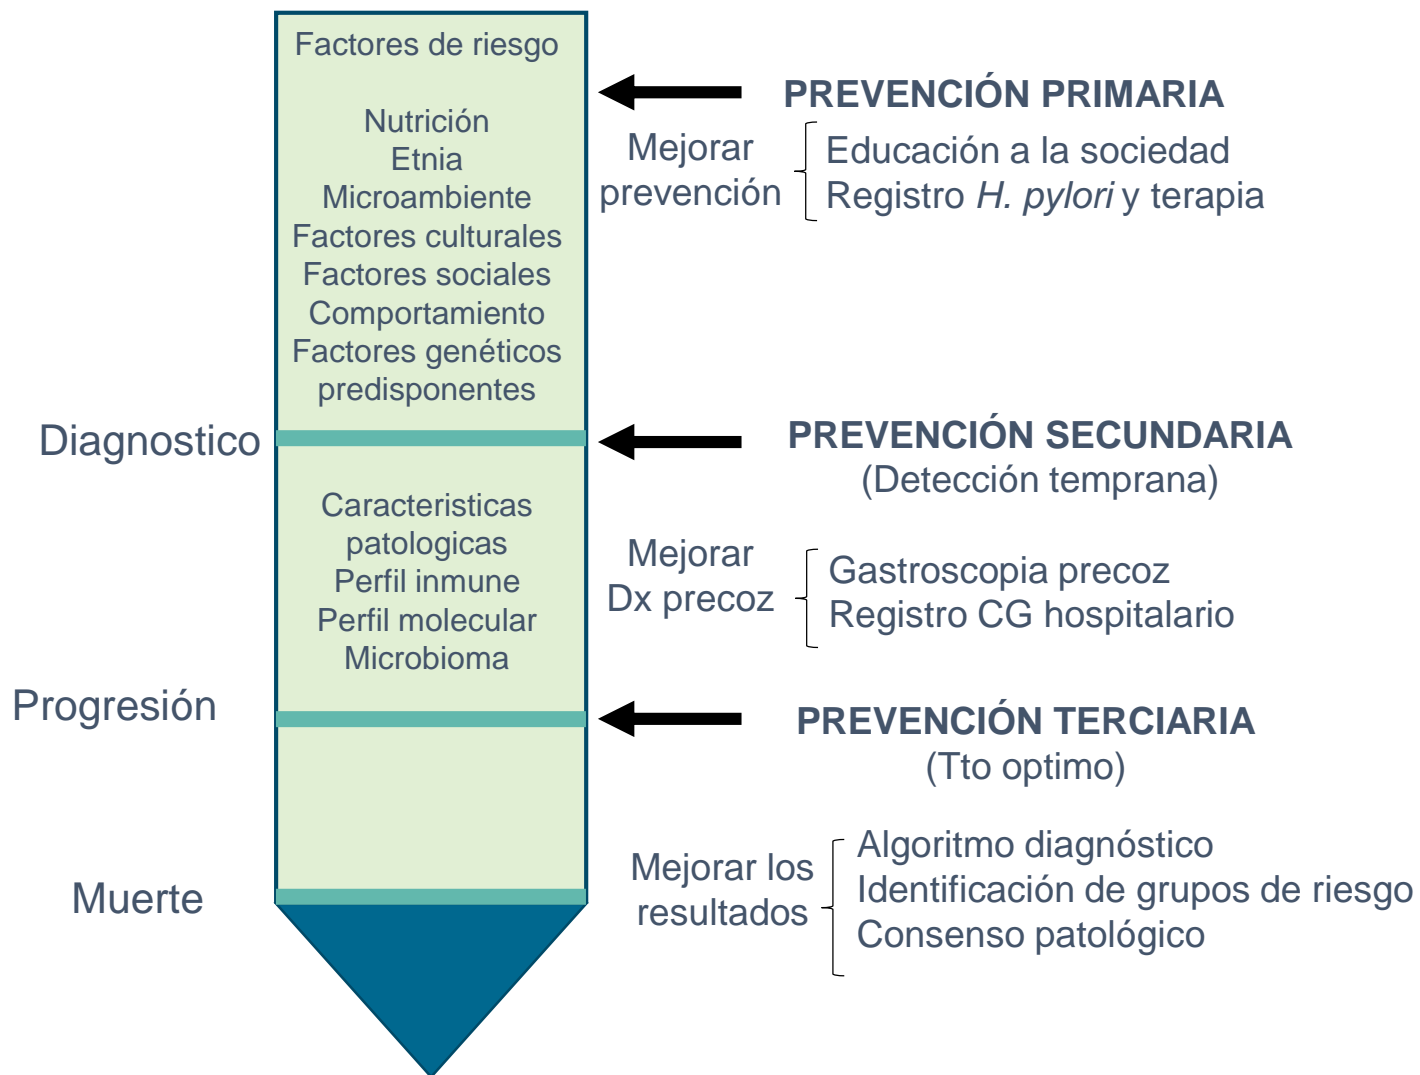 Factores de riesgo
Nutrición
Etnia
Microambiente
Factores culturales
Factores sociales
Comportamiento
Factores genéticos
predisponentes
PREVENCIÓN PRIMARIA
Mejorar
prevención
Educación a la sociedad
Registro H. pylori y terapia
Diagnostico
PREVENCIÓN SECUNDARIA
(Detección temprana)
Caracteristicas
patologicas
Perfil inmune
Perfil molecular
Microbioma
Mejorar
Dx precoz
Gastroscopia precoz
Registro CG hospitalario
Progresión
PREVENCIÓN TERCIARIA
(Tto optimo)
Mejorar los
resultados
Algoritmo diagnóstico
Identificación de grupos de riesgo
Consenso patológico
Muerte